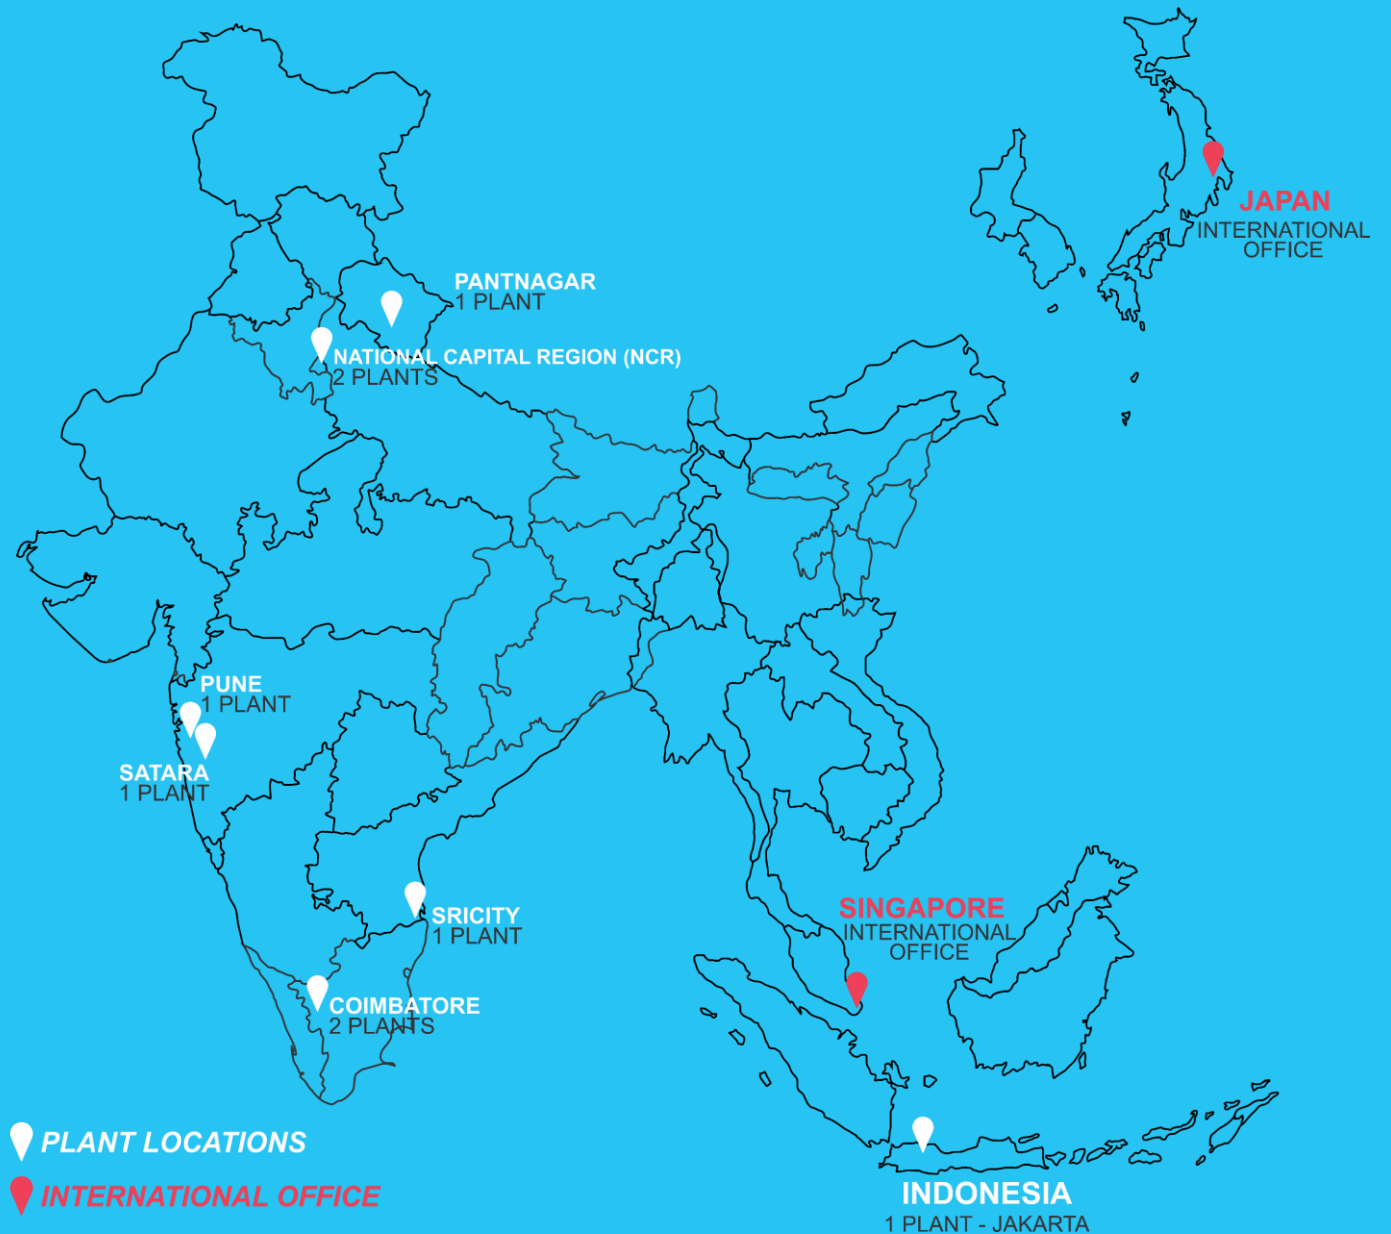 JAPAN
INTERNATIONAL
OFFICE
PANTNAGAR
1 PLANT
NATIONAL CAPITAL REGION (NCR)
2 PLANTS
PUNE
1 PLANT
SATARA
1 PLANT
SRICITY
1 PLANT
SINGAPORE
INTERNATIONAL
OFFICE
COIMBATORE
2 PLANTS
PLANT LOCATIONS
INTERNATIONAL OFFICE
INDONESIA
1 PLANT - JAKARTA